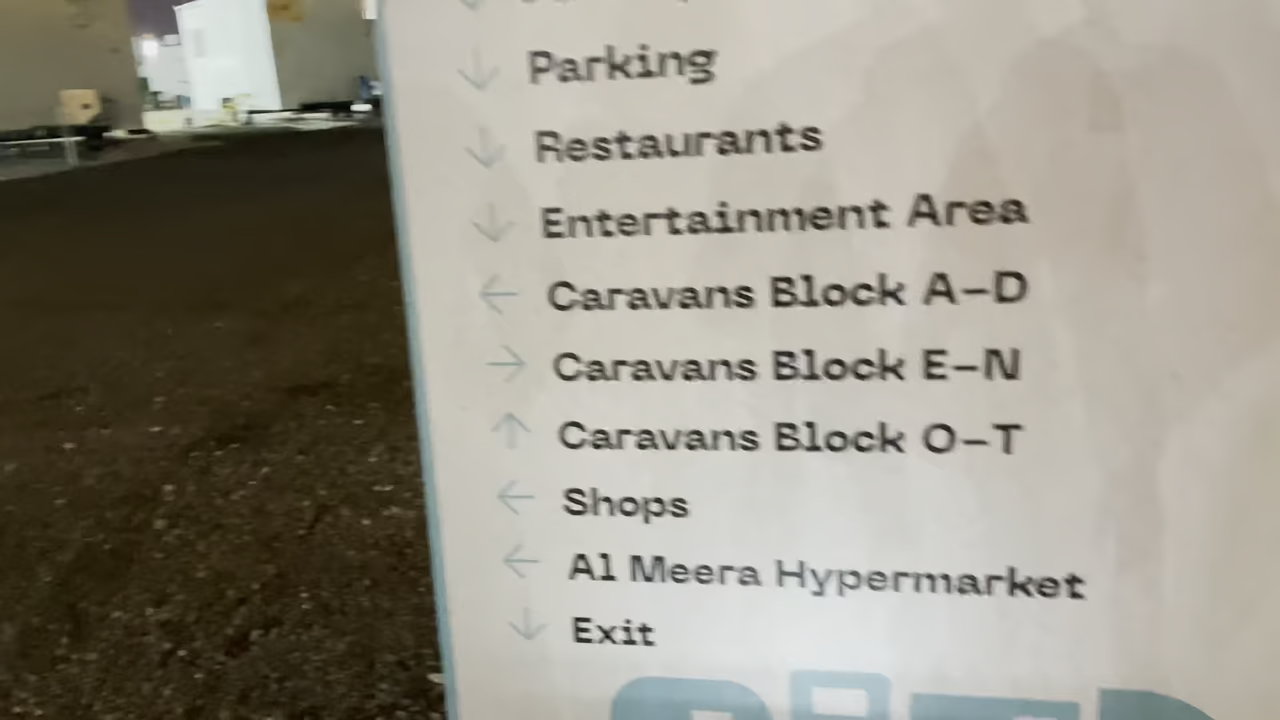 ↓ Parking
↓ Restaurants
↓ Entertainment Area
← Caravans Block A–D
→ Caravans Block E–N
↑ Caravans Block O–T
← Shops
← Al Meera Hypermarket
↓ Exit